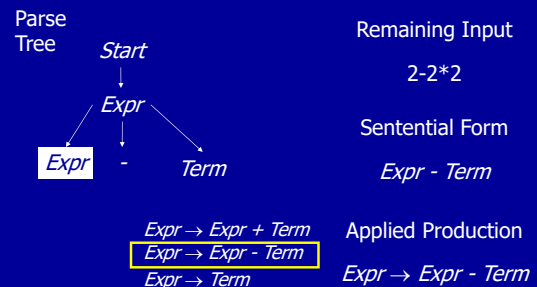 Parse
Tree
Start
Expr
Expr - Term
Remaining Input
2-2*2
Sentential Form
Expr - Term
Expr → Expr + Term
Expr → Expr - Term
Expr → Term
Applied Production
Expr → Expr - Term